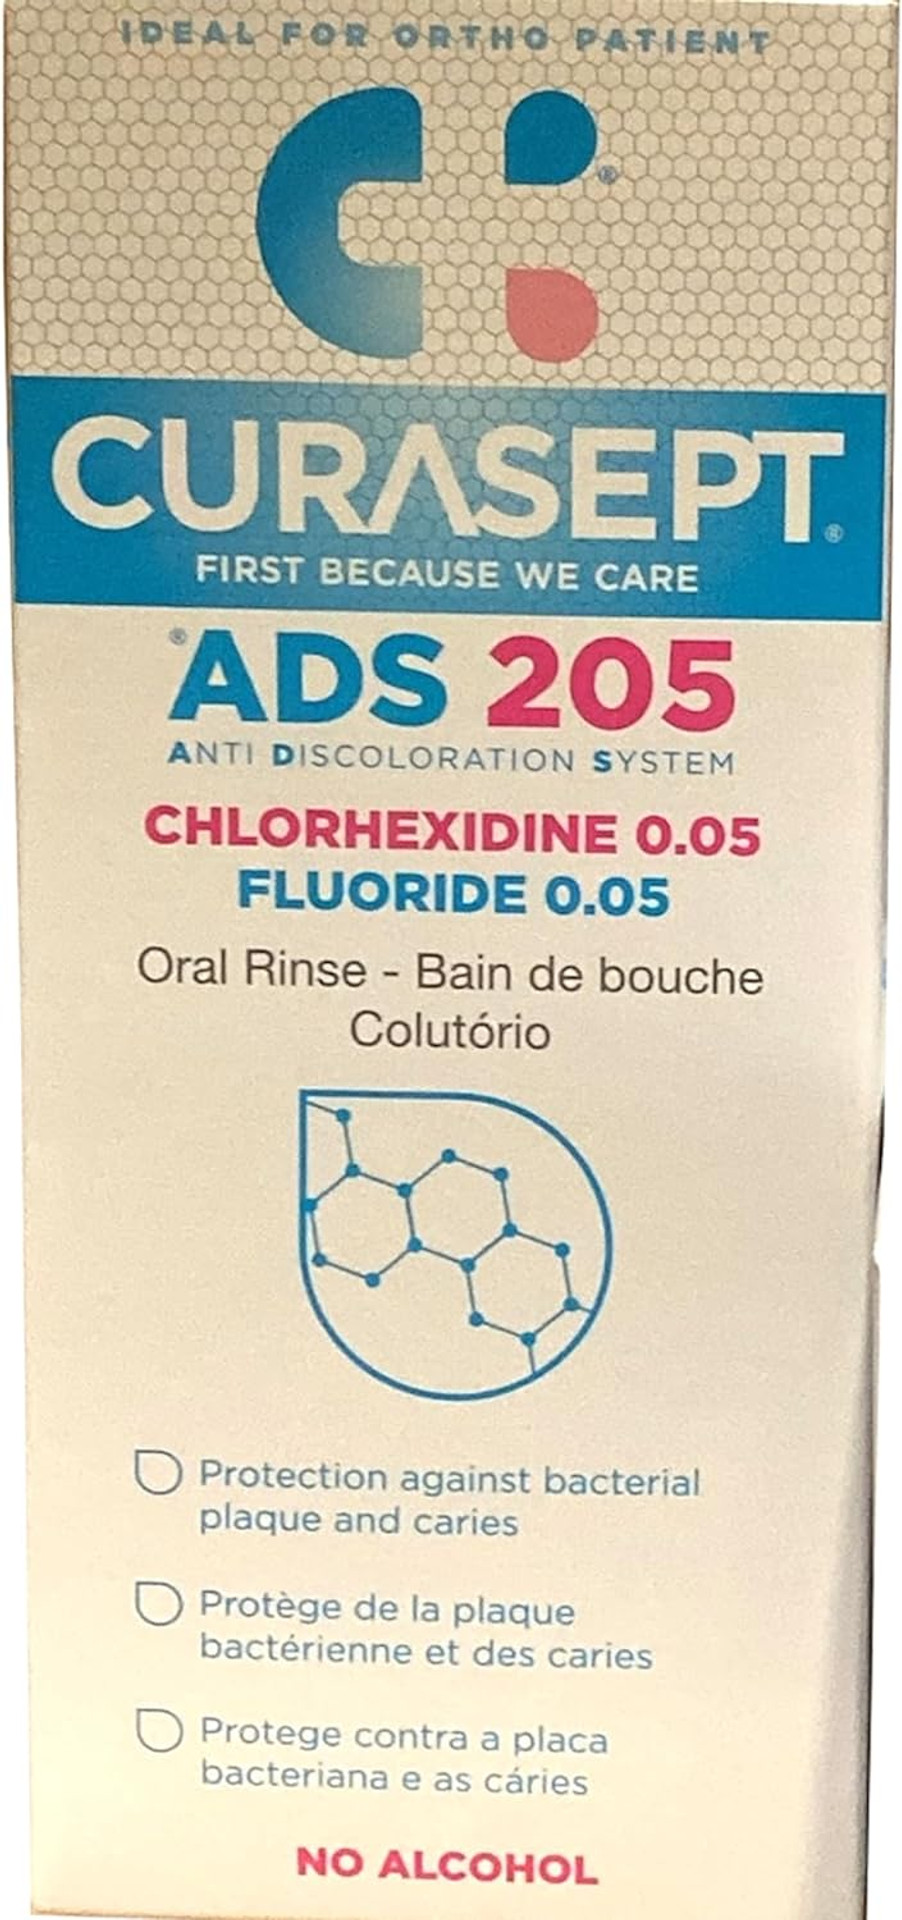 IDEAL FOR ORTHO PATIENT
®
CURASEPT®
FIRST BECAUSE WE CARE
®ADS 205
ANTI DISCOLORATION SYSTEM
CHLORHEXIDINE 0.05
FLUORIDE 0.05
Oral Rinse - Bain de bouche
Colutório
Protection against bacterial
plaque and caries
Protège de la plaque
bactérienne et des caries
Protege contra a placa
bacteriana e as cáries
NO ALCOHOL